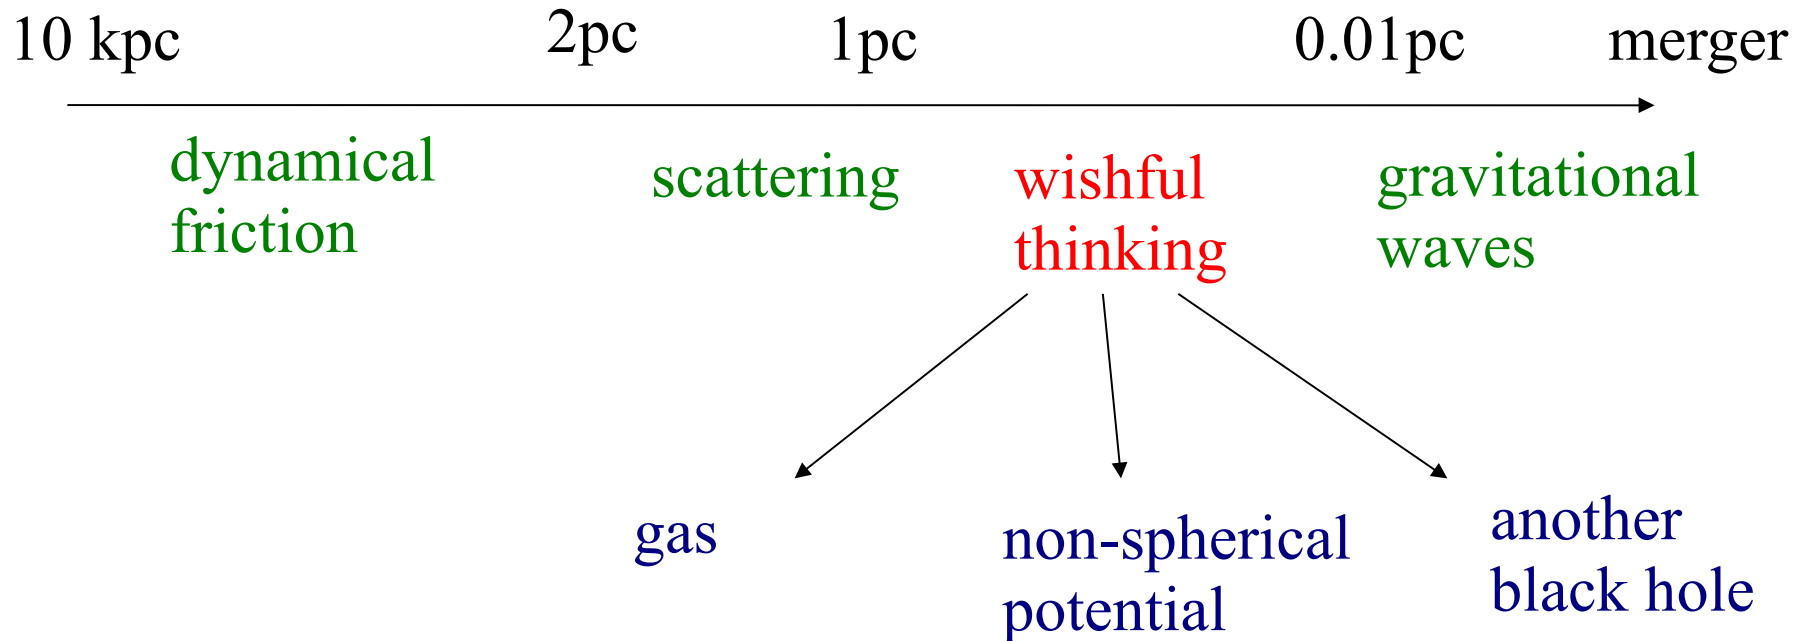 10 kpc 2pc 1pc 0.01pc merger
dynamical
friction
scattering
wishful
thinking
gravitational
waves
gas
non-spherical
potential
another
black hole